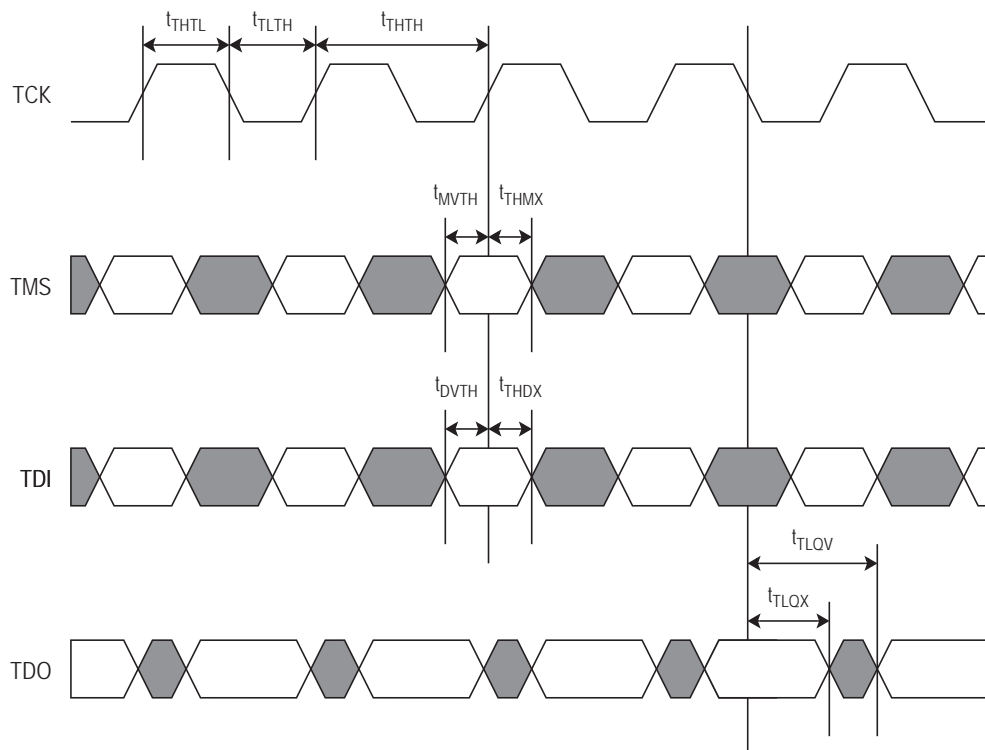 tTHTL tTLTH tTHTH
TCK
tMVTH tTHMX
TMS
tDVTH tTHDX
TDI
tTLQV
tTLQX
TDO